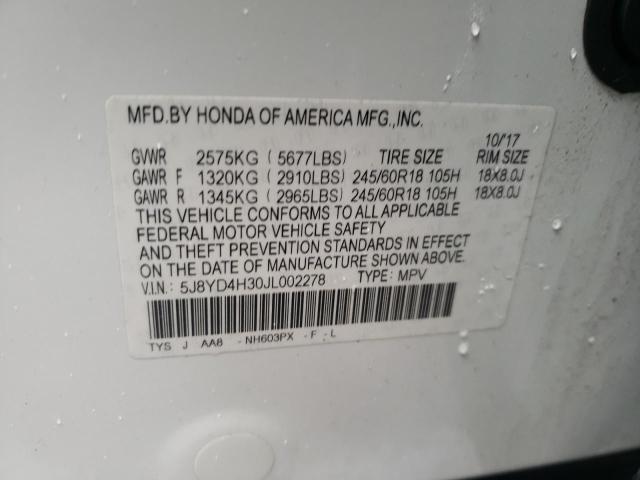 MFD.BY HONDA OF AMERICA MFG.,INC.
10/17
GVWR 2575KG ( 5677LBS) TIRE SIZE RIM SIZE
GAWR F 1320KG (2910LBS) 245/60R18 105H 18X8.0J
GAWR R 1345KG (2965LBS) 245/60R18 105H 18X8.0J
THIS VEHICLE CONFORMS TO ALL APPLICABLE
FEDERAL MOTOR VEHICLE SAFETY
AND THEFT PREVENTION STANDARDS IN EFFECT
ON THE DATE OF MANUFACTURE SHOWN ABOVE.
V.I.N.: 5J8YD4H30JL002278 TYPE: MPV
TYS J AA8 -NH603PX -F -L